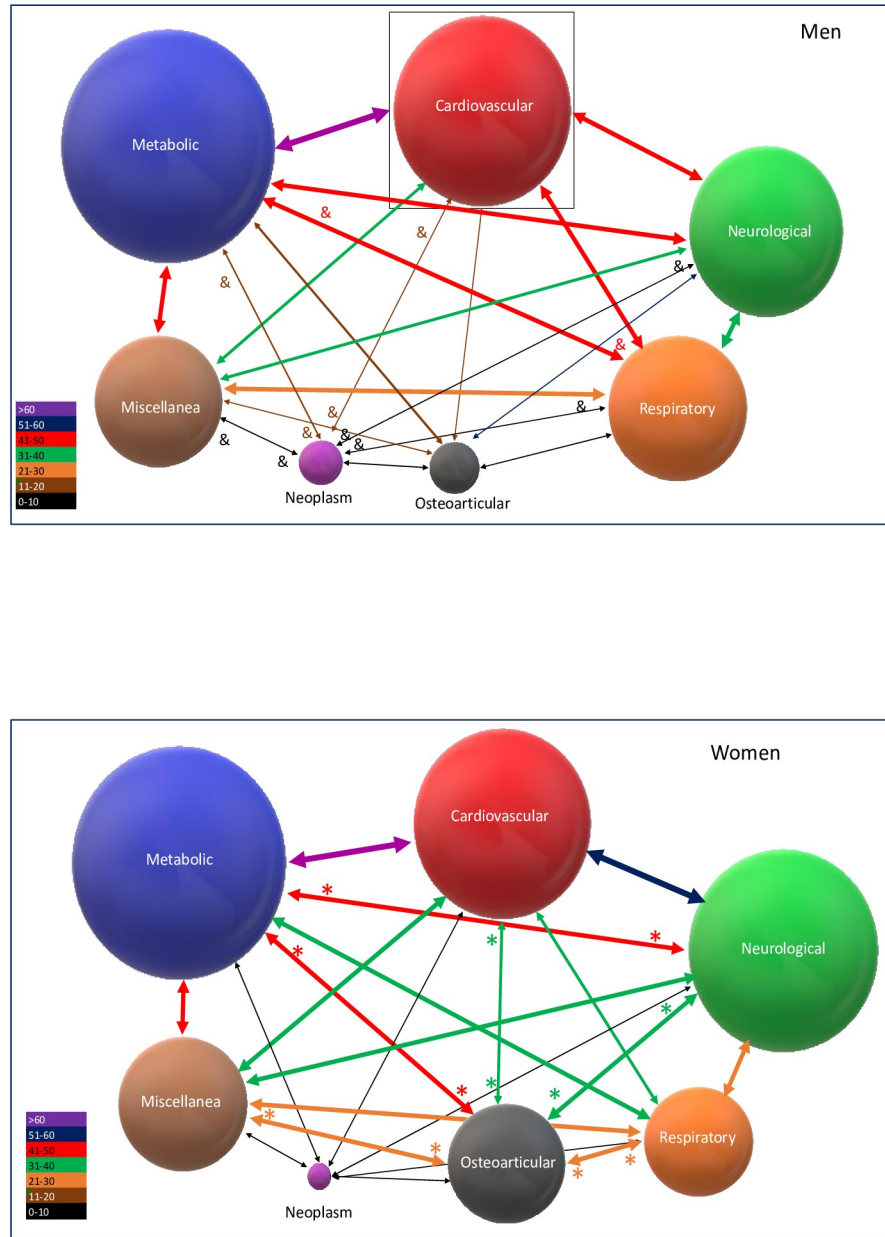 Men
Cardiovascular
Metabolic
&
&
&
Neurological
&
&
Miscellanea
Respiratory
>60
51-60
41-50
31-40
21-30
11-20
0-10
&
&
&
&
&
&
&
Neoplasm
Osteoarticular
Women
Cardiovascular
Metabolic
*
*
*
*
Neurological
*
*
*
*
*
Miscellanea
*
*
*
*
Respiratory
Osteoarticular
>60
51-60
41-50
31-40
21-30
11-20
0-10
Neoplasm